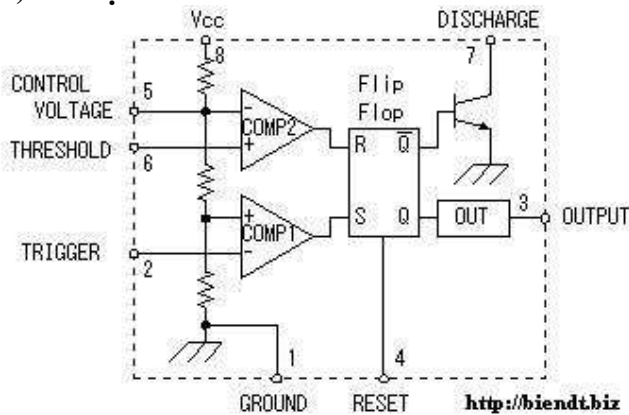 Vcc
DISCHARGE
8
7
CONTROL
VOLTAGE
5
Flip
Flop
- COMP2 +
THRESHOLD
6
R Q̅
+ COMP1 -
S Q
OUT
3
OUTPUT
TRIGGER
2
1
4
GROUND
RESET
http://biendt.biz